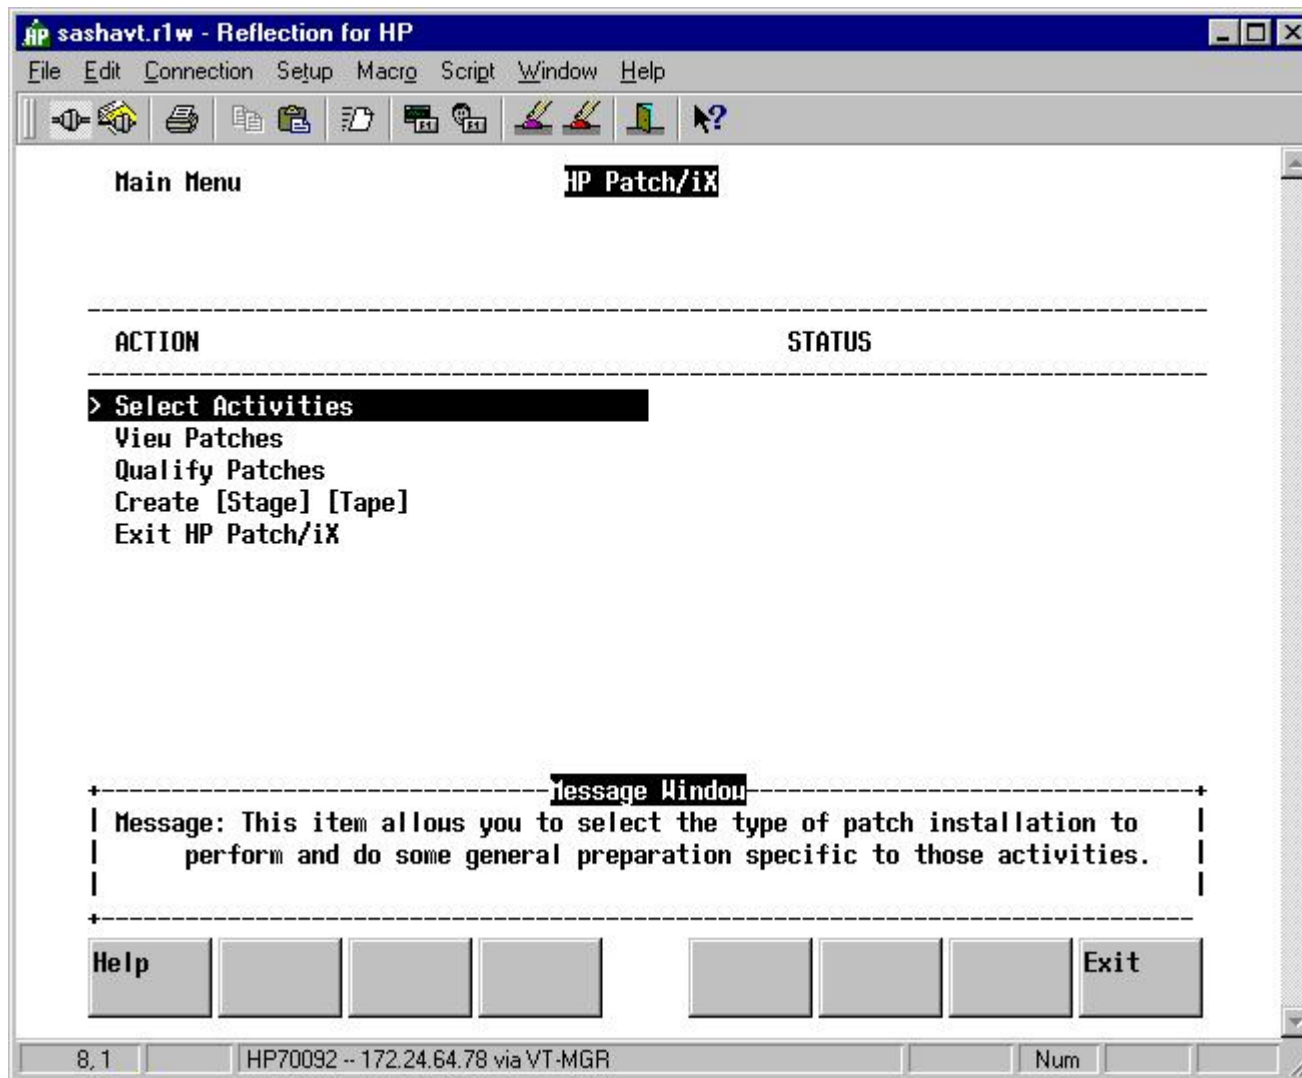 sashavt.r1w - Reflection for HP
File Edit Connection Setup Macro Script Window Help
Main Menu HP Patch/iX
ACTION STATUS
> Select Activities
View Patches
Qualify Patches
Create [Stage] [Tape]
Exit HP Patch/iX
Message Window
Message: This item allows you to select the type of patch installation to
perform and do some general preparation specific to those activities.
Help Exit
8, 1 HP70092 -- 172.24.64.78 via VT-MGR Num